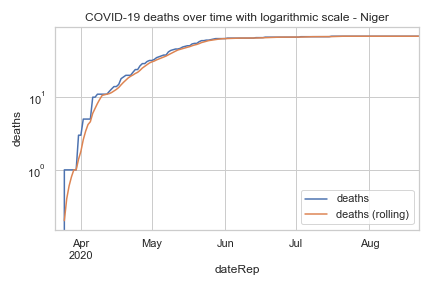 COVID-19 deaths over time with logarithmic scale - Niger
deaths
10¹
10⁰
Apr
2020
May
Jun
Jul
Aug
dateRep
deaths
deaths (rolling)